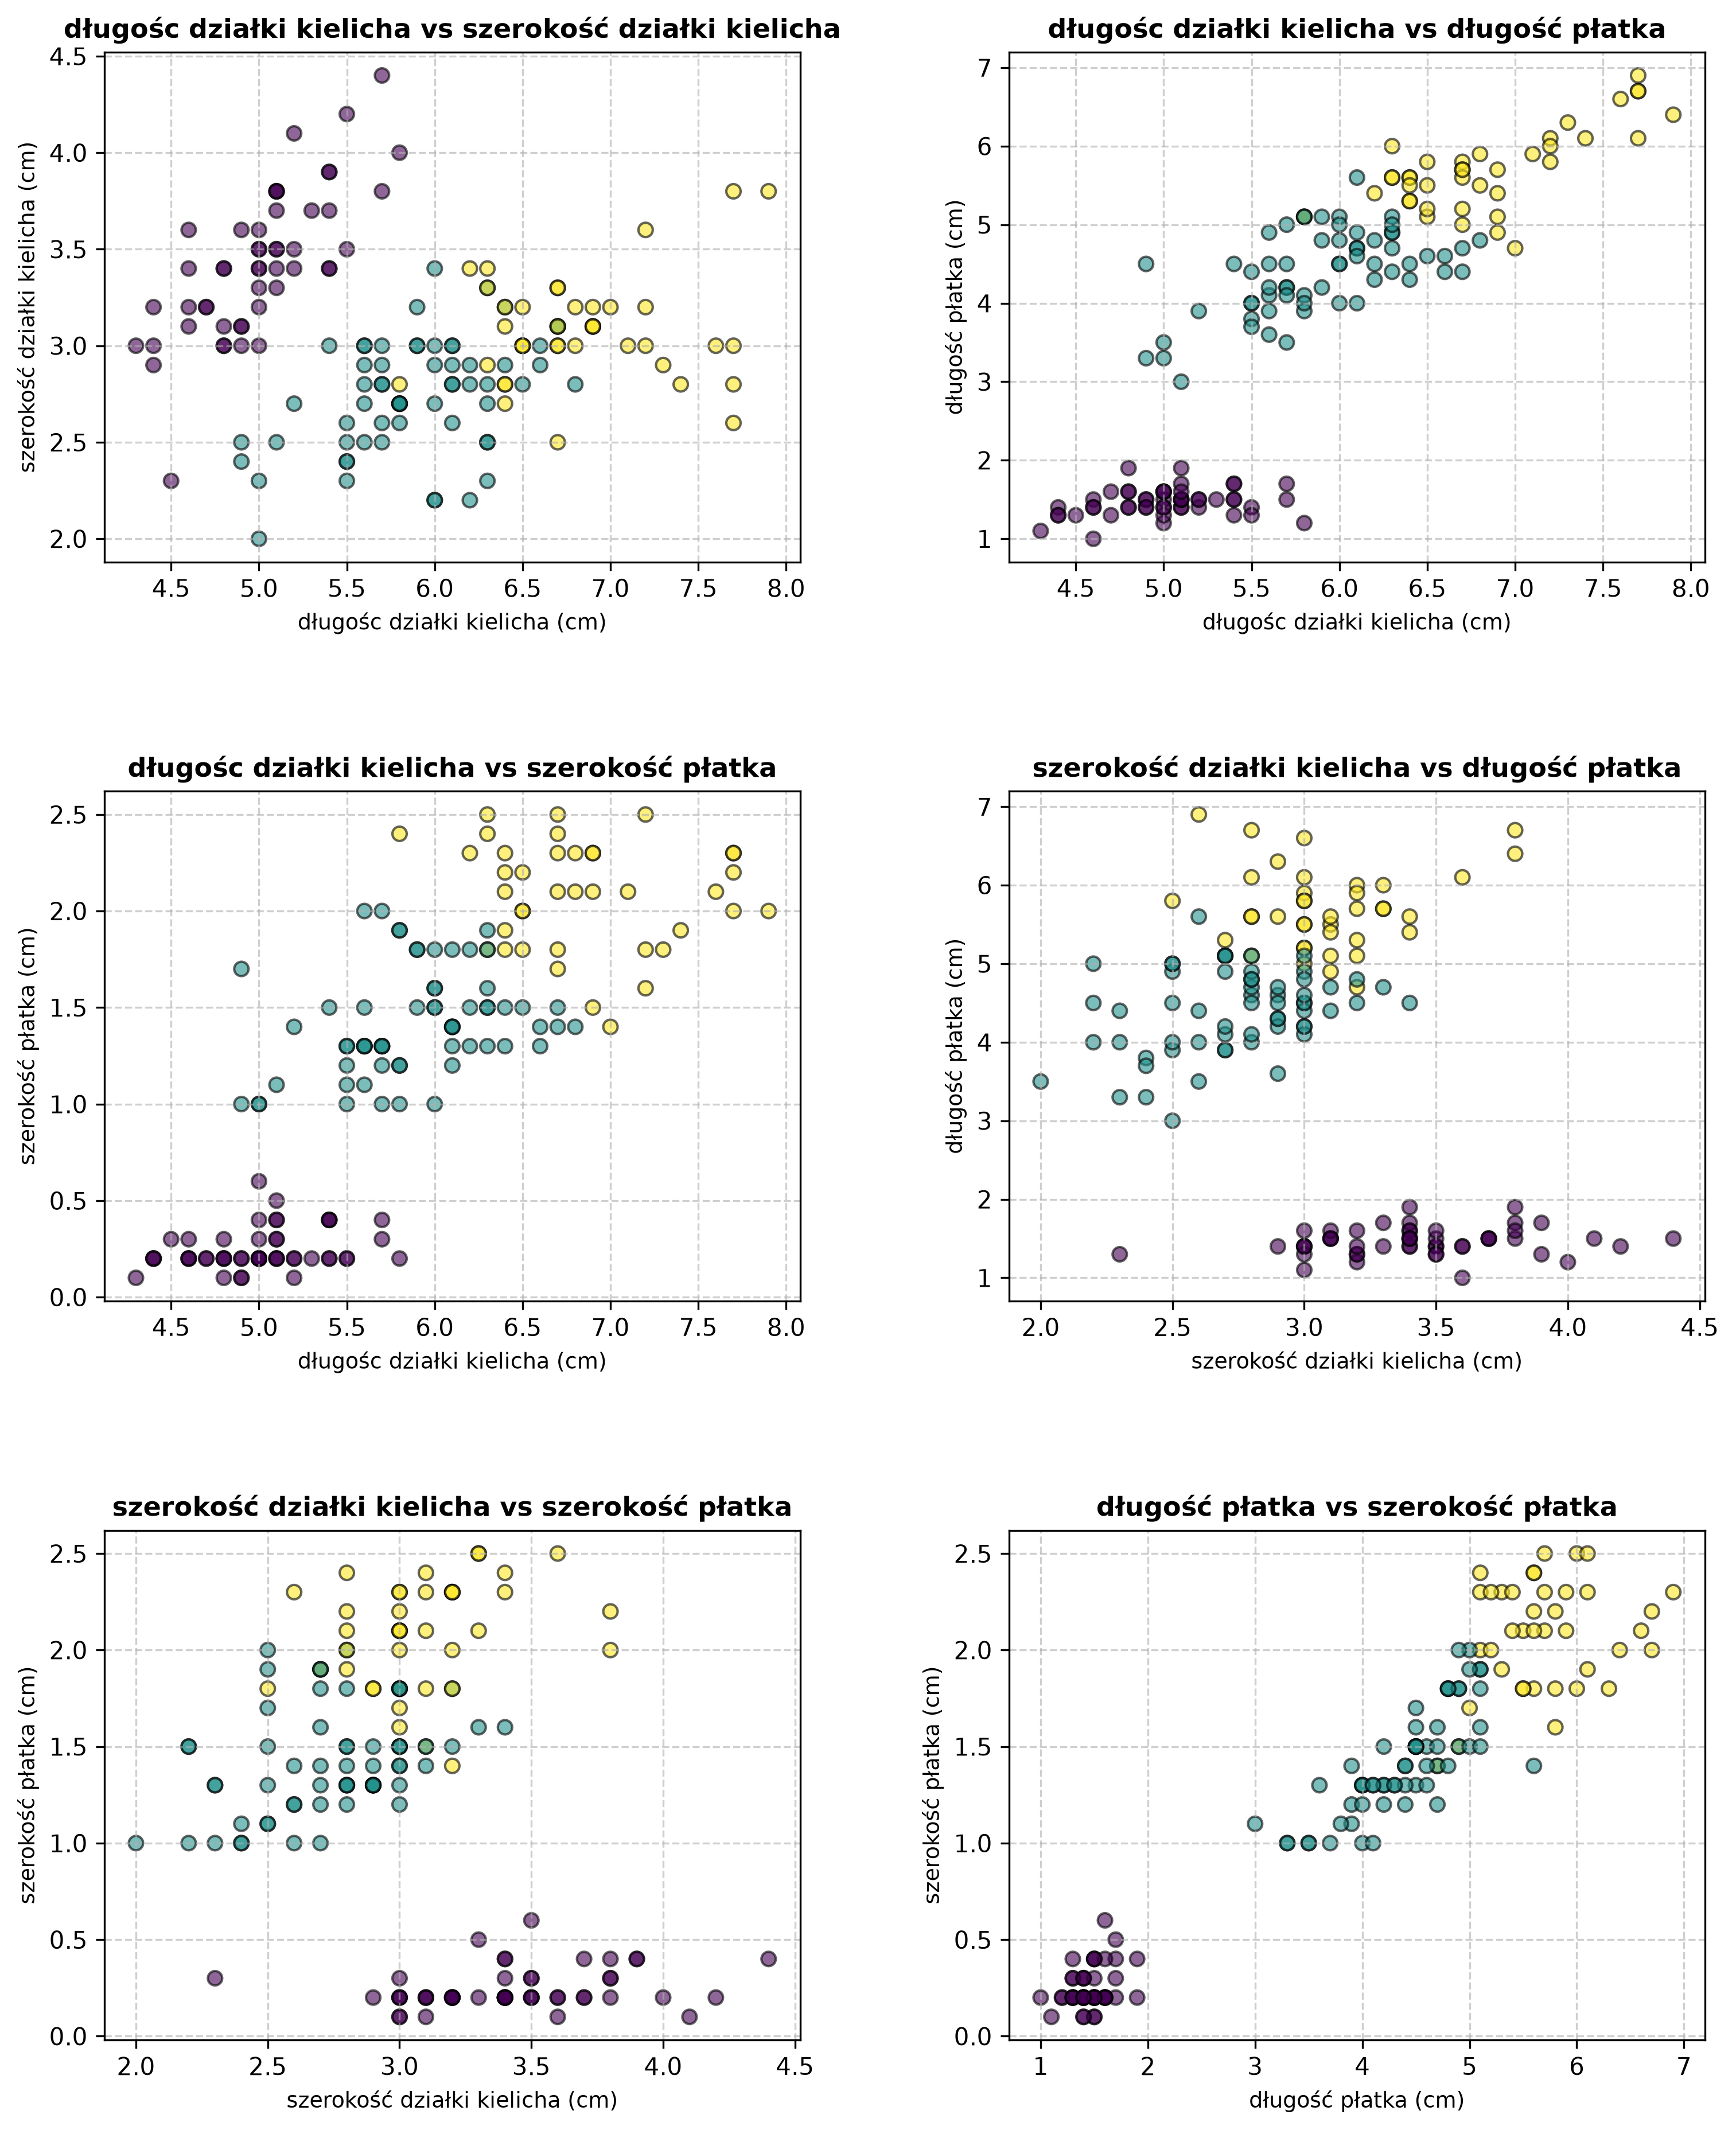 długośc działki kielicha vs szerokość działki kielicha
4.5
4.0
3.5
3.0
2.5
2.0
szerokość działki kielicha (cm)
4.5 5.0 5.5 6.0 6.5 7.0 7.5 8.0
długośc działki kielicha (cm)
długośc działki kielicha vs długość płatka
7
6
5
4
3
2
1
długość płatka (cm)
4.5 5.0 5.5 6.0 6.5 7.0 7.5 8.0
długośc działki kielicha (cm)
długośc działki kielicha vs szerokość płatka
2.5
2.0
1.5
1.0
0.5
0.0
szerokość płatka (cm)
4.5 5.0 5.5 6.0 6.5 7.0 7.5 8.0
długośc działki kielicha (cm)
szerokość działki kielicha vs długość płatka
7
6
5
4
3
2
1
długość płatka (cm)
2.0 2.5 3.0 3.5 4.0 4.5
szerokość działki kielicha (cm)
szerokość działki kielicha vs szerokość płatka
2.5
2.0
1.5
1.0
0.5
0.0
szerokość płatka (cm)
2.0 2.5 3.0 3.5 4.0 4.5
szerokość działki kielicha (cm)
długość płatka vs szerokość płatka
2.5
2.0
1.5
1.0
0.5
0.0
szerokość płatka (cm)
1 2 3 4 5 6 7
długość płatka (cm)